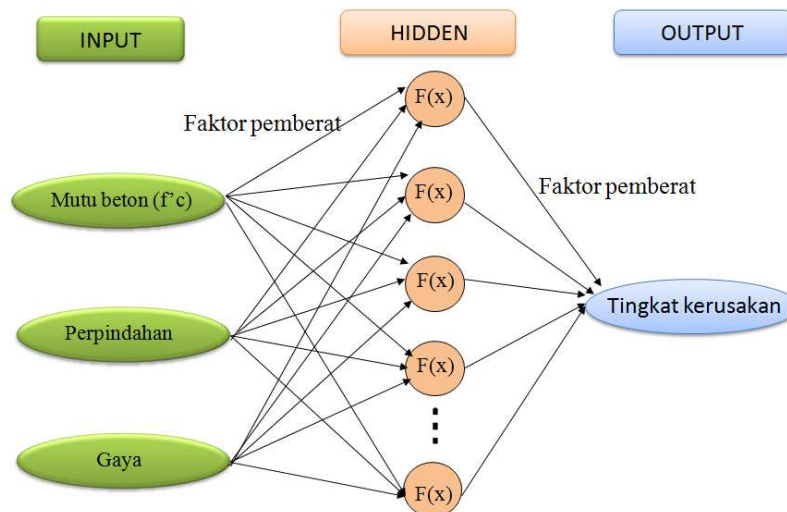 INPUT
HIDDEN
OUTPUT
F(x)
Faktor pemberat
Mutu beton (f’c)
F(x)
Faktor pemberat
F(x)
Tingkat kerusakan
Perpindahan
F(x)
Gaya
F(x)